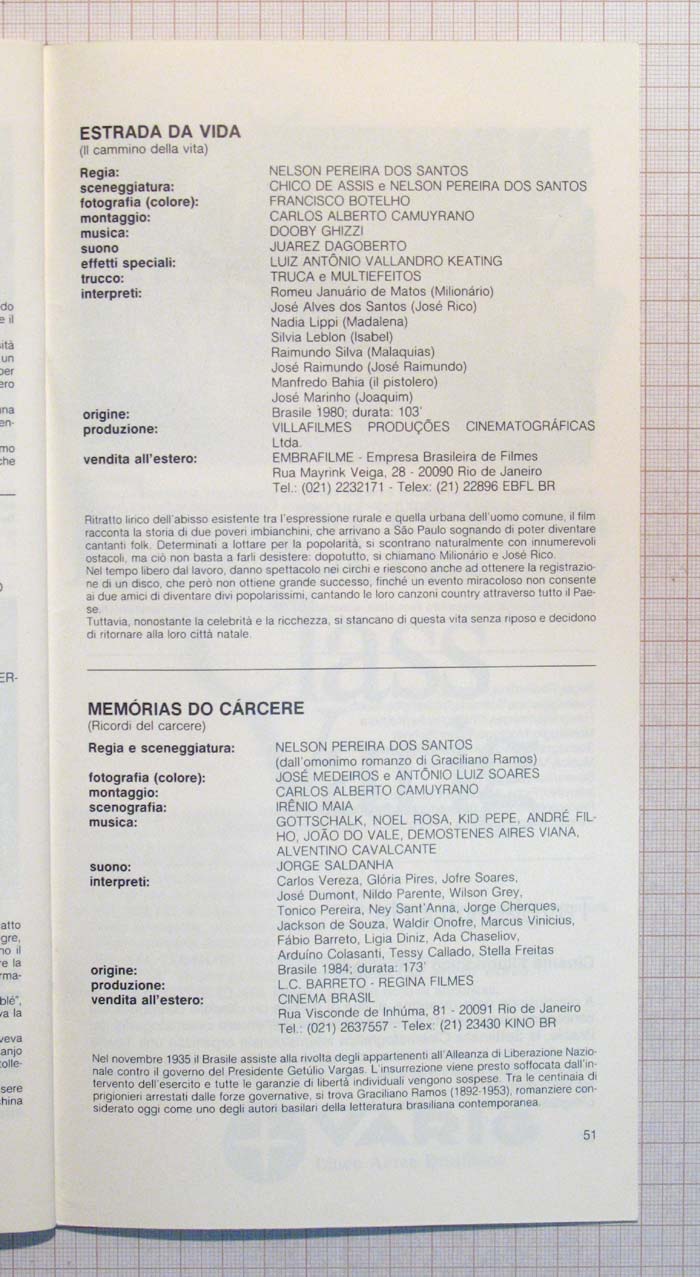 ESTRADA DA VIDA
(Il cammino della vita)
Regia: NELSON PEREIRA DOS SANTOS
sceneggiatura: CHICO DE ASSIS e NELSON PEREIRA DOS SANTOS
fotografia (colore): FRANCISCO BOTELHO
montaggio: CARLOS ALBERTO CAMUYRANO
musica: DOOBY GHIZZI
suono JUAREZ DAGOBERTO
effetti speciali: LUIZ ANTÔNIO VALLANDRO KEATING
trucco: TRUCA e MULTIEFEITOS
interpreti: Romeu Januário de Matos (Milionário)
José Alves dos Santos (José Rico)
Nadia Lippi (Madalena)
Silvia Leblon (Isabel)
Raimundo Silva (Malaquias)
José Raimundo (José Raimundo)
Manfredo Bahia (il pistolero)
José Marinho (Joaquim)
origine: Brasile 1980; durata: 103'
produzione: VILLAFILMES PRODUÇÕES CINEMATOGRÁFICAS
Ltda.
vendita all'estero: EMBRAFILME - Empresa Brasileira de Filmes
Rua Mayrink Veiga, 28 - 20090 Rio de Janeiro
Tel.: (021) 2232171 - Telex: (21) 22896 EBFL BR
Ritratto lirico dell'abisso esistente tra l'espressione rurale e quella urbana dell'uomo comune, il film
racconta la storia di due poveri imbianchini, che arrivano a São Paulo sognando di poter diventare
cantanti folk. Determinati a lottare per la popolarità, si scontrano naturalmente con innumerevoli
ostacoli, ma ciò non basta a farli desistere: dopotutto, si chiamano Milionário e José Rico.
Nel tempo libero dal lavoro, danno spettacolo nei circhi e riescono anche ad ottenere la registrazio-
ne di un disco, che però non ottiene grande successo, finché un evento miracoloso non consente
ai due amici di diventare divi popolarissimi, cantando le loro canzoni country attraverso tutto il Pae-
se.
Tuttavia, nonostante la celebrità e la ricchezza, si stancano di questa vita senza riposo e decidono
di ritornare alla loro città natale.
MEMÓRIAS DO CÁRCERE
(Ricordi del carcere)
Regia e sceneggiatura: NELSON PEREIRA DOS SANTOS
(dall'omonimo romanzo di Graciliano Ramos)
fotografia (colore): JOSÉ MEDEIROS e ANTÔNIO LUIZ SOARES
montaggio: CARLOS ALBERTO CAMUYRANO
scenografia: IRÊNIO MAIA
musica: GOTTSCHALK, NOEL ROSA, KID PEPE, ANDRÉ FIL-
HO, JOÃO DO VALE, DEMOSTENES AIRES VIANA,
ALVENTINO CAVALCANTE
suono: JORGE SALDANHA
interpreti: Carlos Vereza, Glória Pires, Jofre Soares,
José Dumont, Nildo Parente, Wilson Grey,
Tonico Pereira, Ney Sant'Anna, Jorge Cherques,
Jackson de Souza, Waldir Onofre, Marcus Vinicius,
Fábio Barreto, Ligia Diniz, Ada Chaseliov,
Arduíno Colasanti, Tessy Callado, Stella Freitas
origine: Brasile 1984; durata: 173'
produzione: L.C. BARRETO - REGINA FILMES
vendita all'estero: CINEMA BRASIL
Rua Visconde de Inhúma, 81 - 20091 Rio de Janeiro
Tel.: (021) 2637557 - Telex: (21) 23430 KINO BR
Nel novembre 1935 il Brasile assiste alla rivolta degli appartenenti all'Alleanza di Liberazione Nazio-
nale contro il governo del Presidente Getúlio Vargas. L'insurrezione viene presto soffocata dall'in-
tervento dell'esercito e tutte le garanzie di libertà individuali vengono sospese. Tra le centinaia di
prigionieri arrestati dalle forze governative, si trova Graciliano Ramos (1892-1953), romanziere con-
siderato oggi come uno degli autori basilari della letteratura brasiliana contemporanea.
51